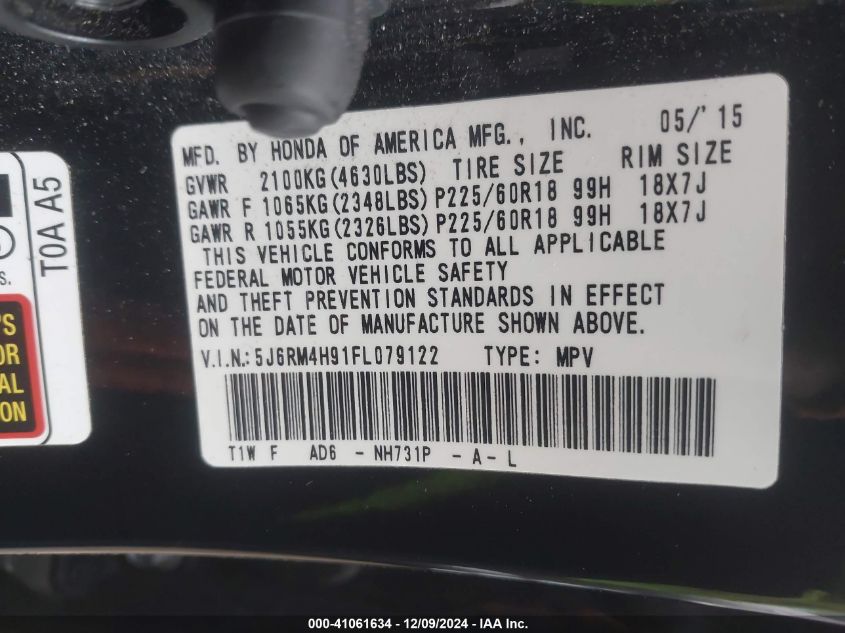 MFD. BY HONDA OF AMERICA MFG., INC. 05/'15
GVWR 2100KG(4630LBS) TIRE SIZE RIM SIZE
GAWR F 1065KG(2348LBS) P225/60R18 99H 18X7J
GAWR R 1055KG(2326LBS) P225/60R18 99H 18X7J
THIS VEHICLE CONFORMS TO ALL APPLICABLE
FEDERAL MOTOR VEHICLE SAFETY
AND THEFT PREVENTION STANDARDS IN EFFECT
ON THE DATE OF MANUFACTURE SHOWN ABOVE.
V.I.N.: 5J6RM4H91FL079122 TYPE: MPV
T1W F AD6 - NH731P - A - L
T0A A5
S.
'S
OR
AL
ION
000-41061634 - 12/09/2024 - IAA Inc.